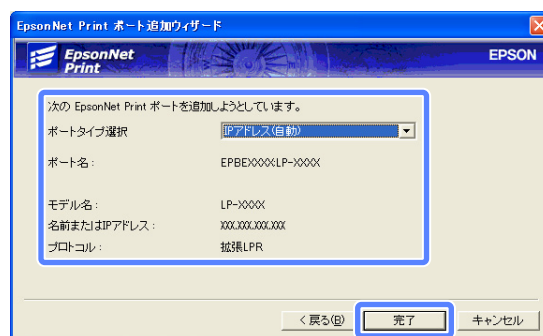 EpsonNet Print ポート追加ウィザード
EpsonNet
Print
EPSON
次の EpsonNet Print ポートを追加しようとしています。
ポートタイプ選択 IPアドレス(自動)
ポート名: EPBEXXXX:LP-XXXX
モデル名: LP-XXXX
名前またはIPアドレス: XXX.XXX.XXX.XXX
プロトコル: 拡張LPR
< 戻る(B) 完了 キャンセル